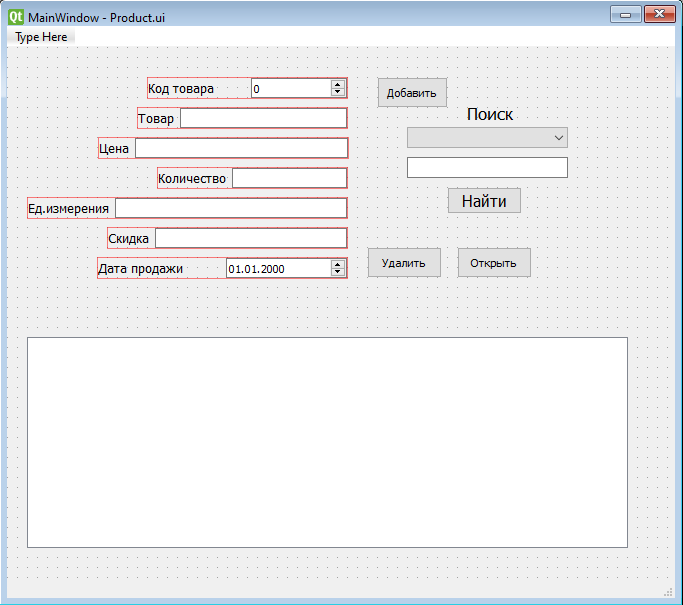 MainWindow - Product.ui
Type Here
Код товара 0
Добавить
Товар
Поиск
Цена
Количество
Найти
Ед.измерения
Скидка
Дата продажи 01.01.2000
Удалить
Открыть